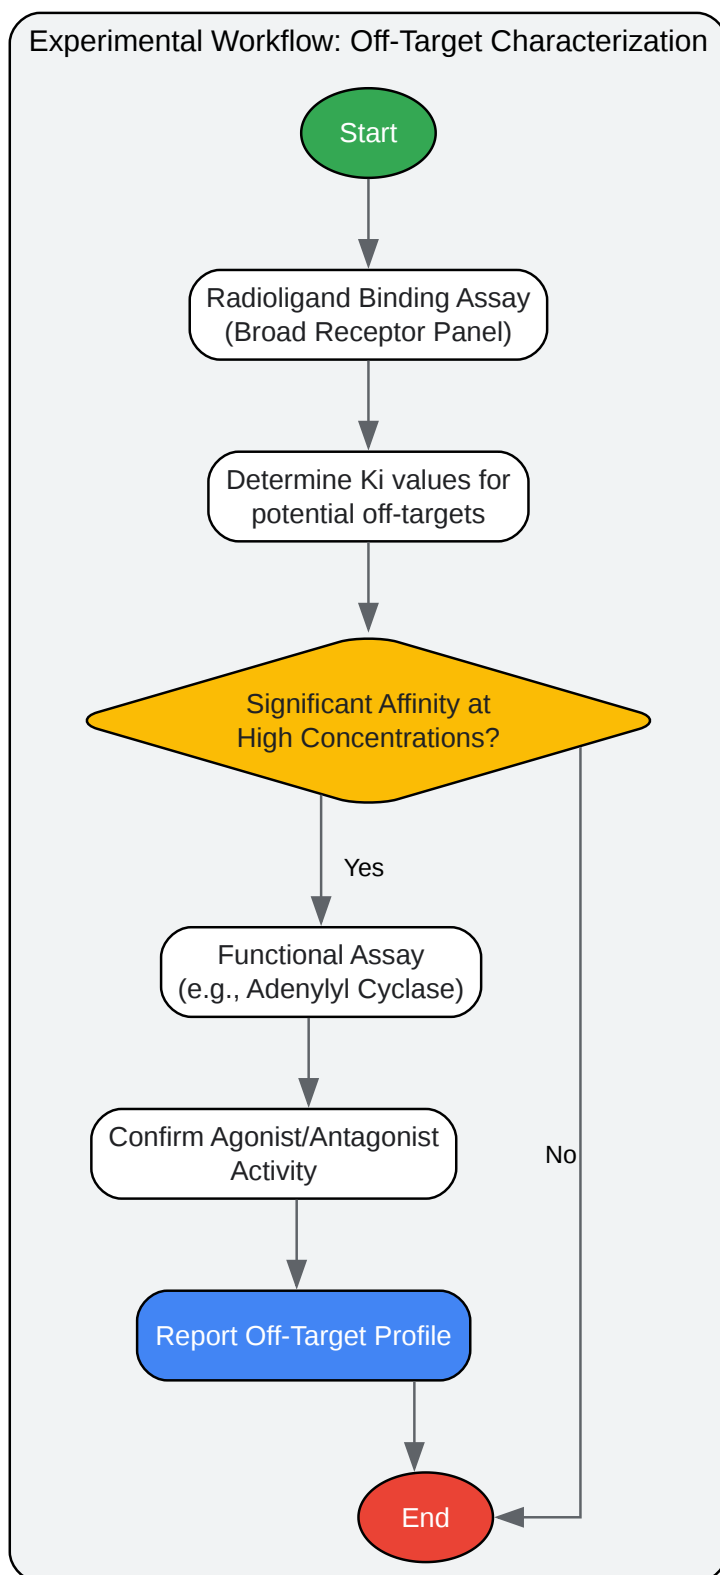 Experimental Workflow: Off-Target Characterization
Start
Radioligand Binding Assay
(Broad Receptor Panel)
Determine Ki values for
potential off-targets
Significant Affinity at
High Concentrations?
Yes
Functional Assay
(e.g., Adenylyl Cyclase)
Confirm Agonist/Antagonist
Activity
No
Report Off-Target Profile
End